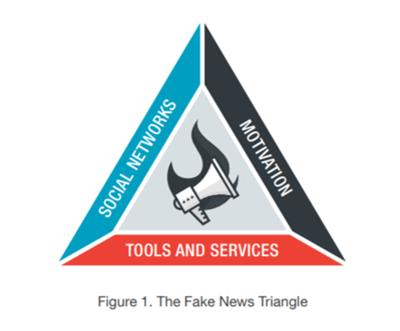 SOCIAL NETWORKS
MOTIVATION
TOOLS AND SERVICES
Figure 1. The Fake News Triangle